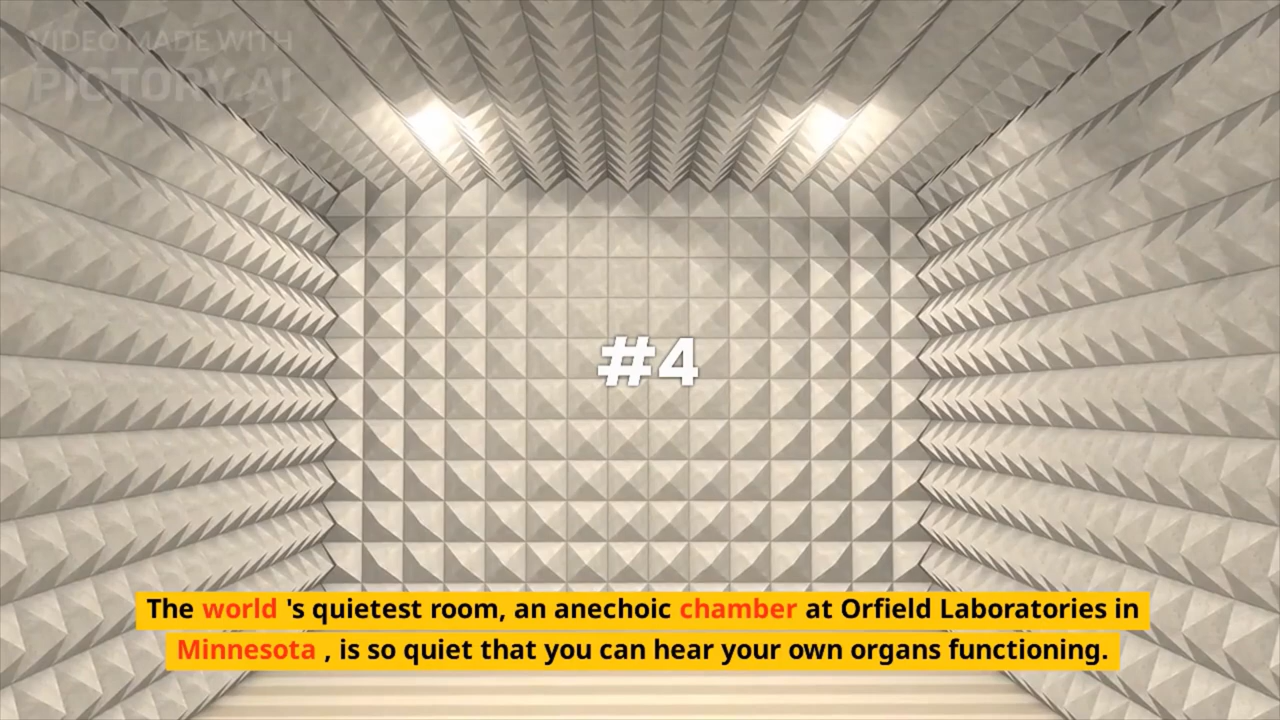 VIDEO MADE WITH
PICTORY.AI
#4
The world 's quietest room, an anechoic chamber at Orfield Laboratories in
Minnesota , is so quiet that you can hear your own organs functioning.